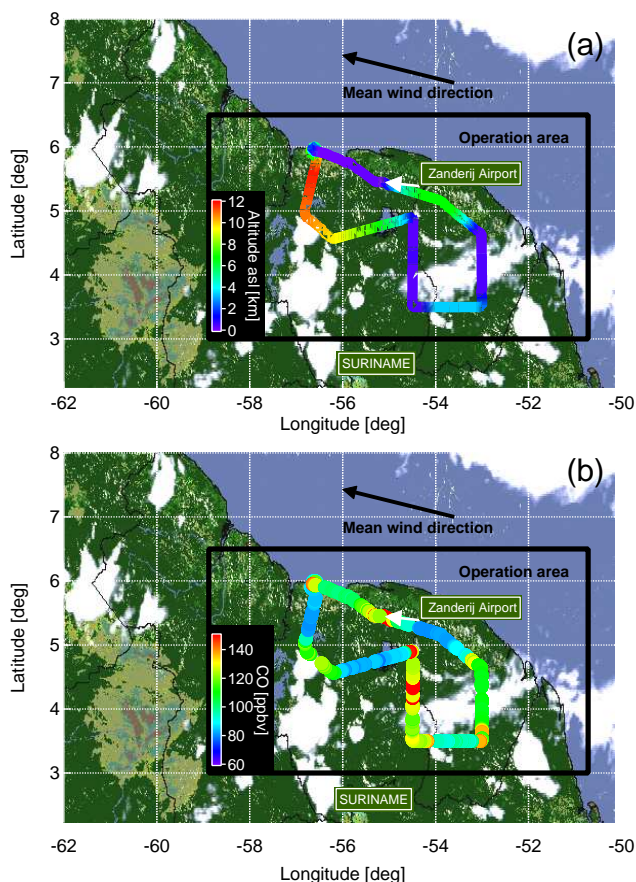 (a)
Mean wind direction
Operation area
Zanderij Airport
SURINAME
8
7
6
5
4
3
Latitude [deg]
12
10
8
6
4
2
0
Altitude asl [km]
-62
-60
-58
-56
-54
-52
-50
Longitude [deg]
(b)
Mean wind direction
Operation area
Zanderij Airport
SURINAME
8
7
6
5
4
3
Latitude [deg]
140
120
100
80
60
CO [ppbv]
-62
-60
-58
-56
-54
-52
-50
Longitude [deg]